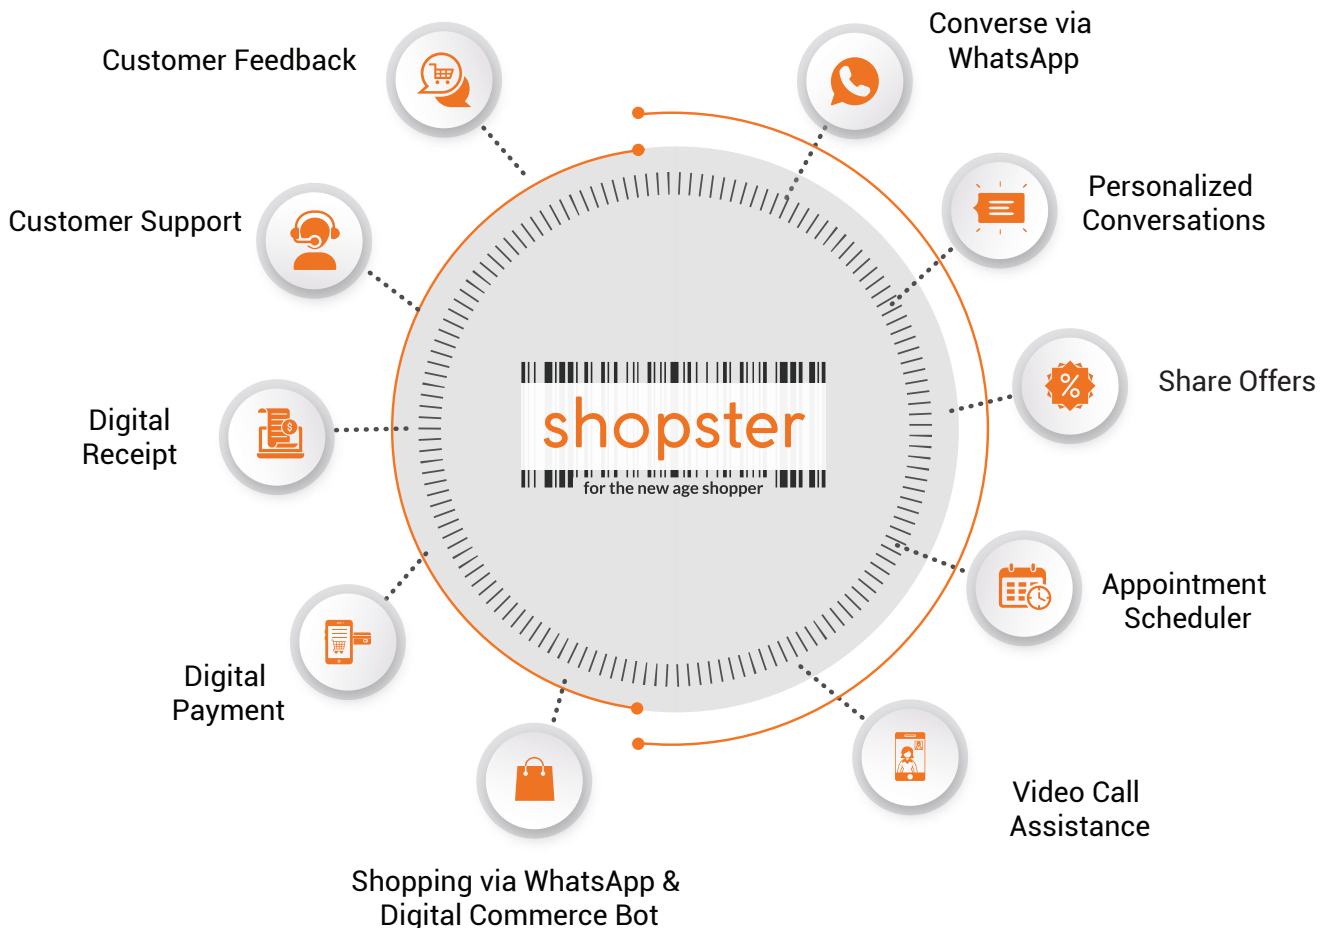 Customer Feedback
Converse via
WhatsApp
Customer Support
Personalized
Conversations
Share Offers
Digital
Receipt
shopster
for the new age shopper
Appointment
Scheduler
Digital
Payment
Video Call
Assistance
Shopping via WhatsApp &
Digital Commerce Bot